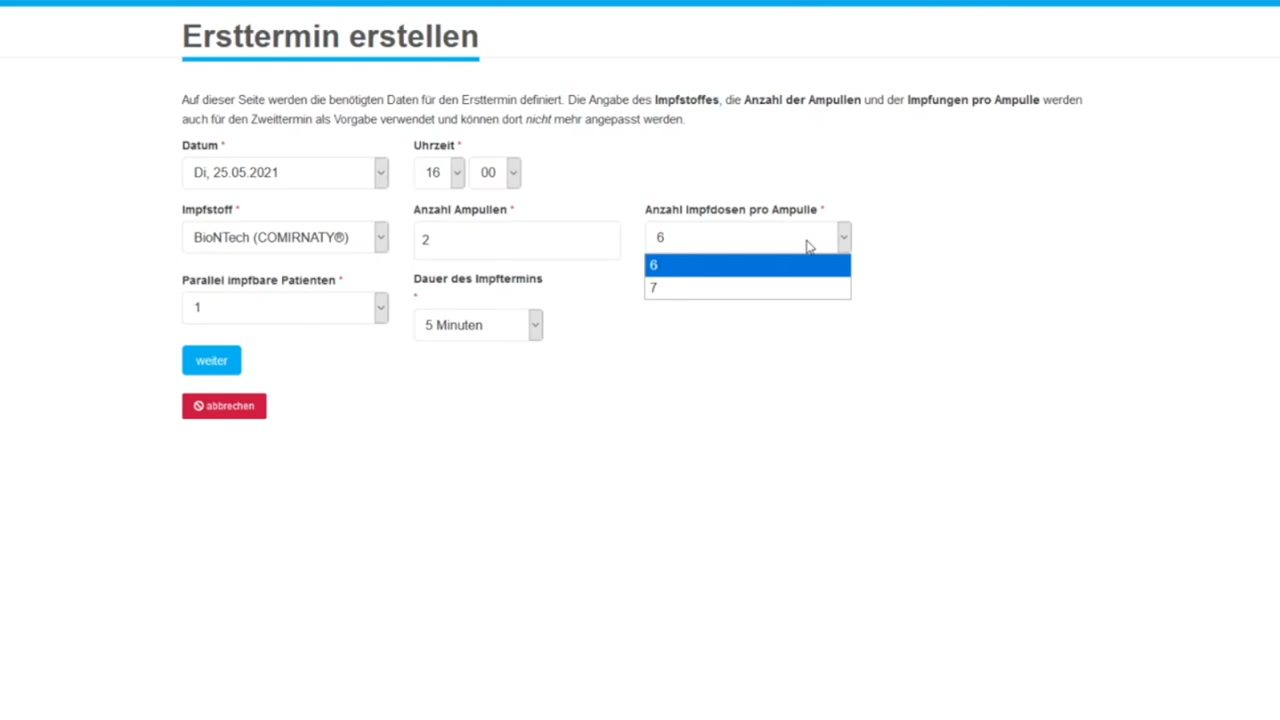 Ersttermin erstellen
Auf dieser Seite werden die benötigten Daten für den Ersttermin definiert. Die Angabe des Impfstoffes, die Anzahl der Ampullen und der Impfungen pro Ampulle werden
auch für den Zweittermin als Vorgabe verwendet und können dort nicht mehr angepasst werden.
Datum * Uhrzeit *
Di, 25.05.2021 16 00
Impfstoff * Anzahl Ampullen * Anzahl Impfdosen pro Ampulle *
BioNTech (COMIRNATY®) 2 6
6
7
Parallel impfbare Patienten * Dauer des Impftermins
*
1 5 Minuten
weiter
abbrechen